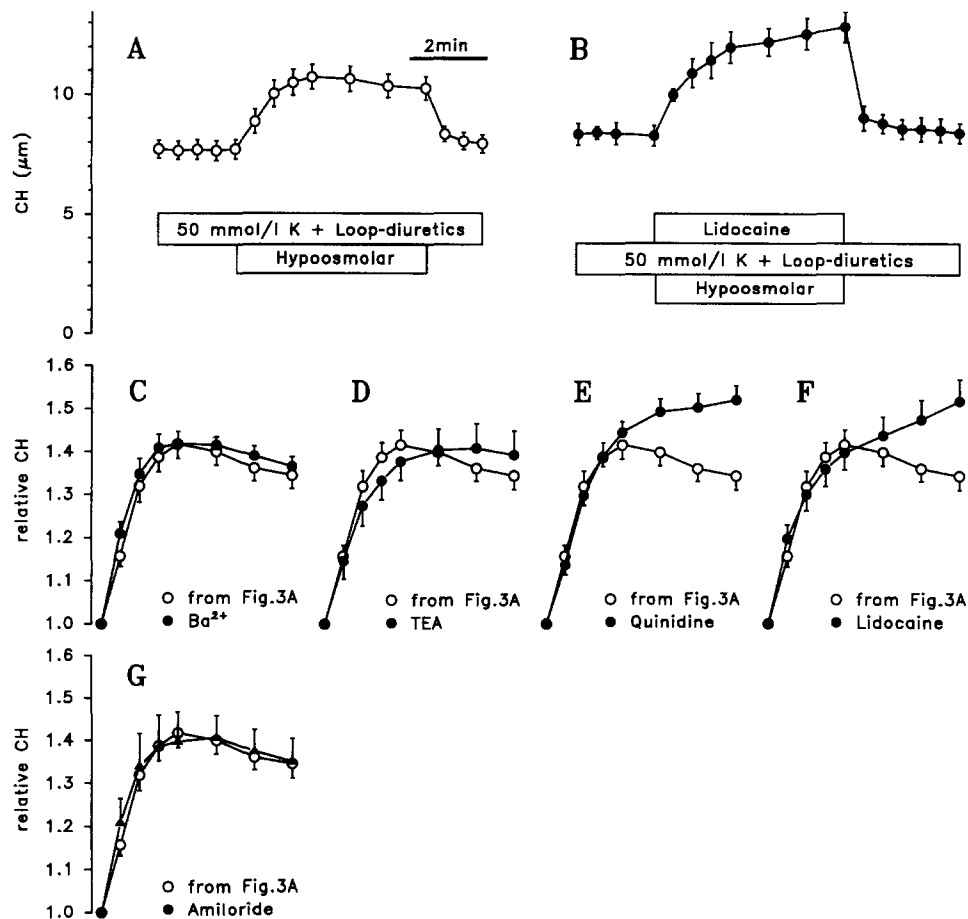 A
2min
B
10
5
0
CH (μm)
50 mmol/l K + Loop-diuretics
Hypoosmolar
Lidocaine
50 mmol/l K + Loop-diuretics
Hypoosmolar
1.6
1.5
1.4
1.3
1.2
1.1
1.0
relative CH
C
from Fig.3A
Ba²⁺
D
from Fig.3A
TEA
E
from Fig.3A
Quinidine
F
from Fig.3A
Lidocaine
1.6
1.5
1.4
1.3
1.2
1.1
1.0
relative CH
G
from Fig.3A
Amiloride